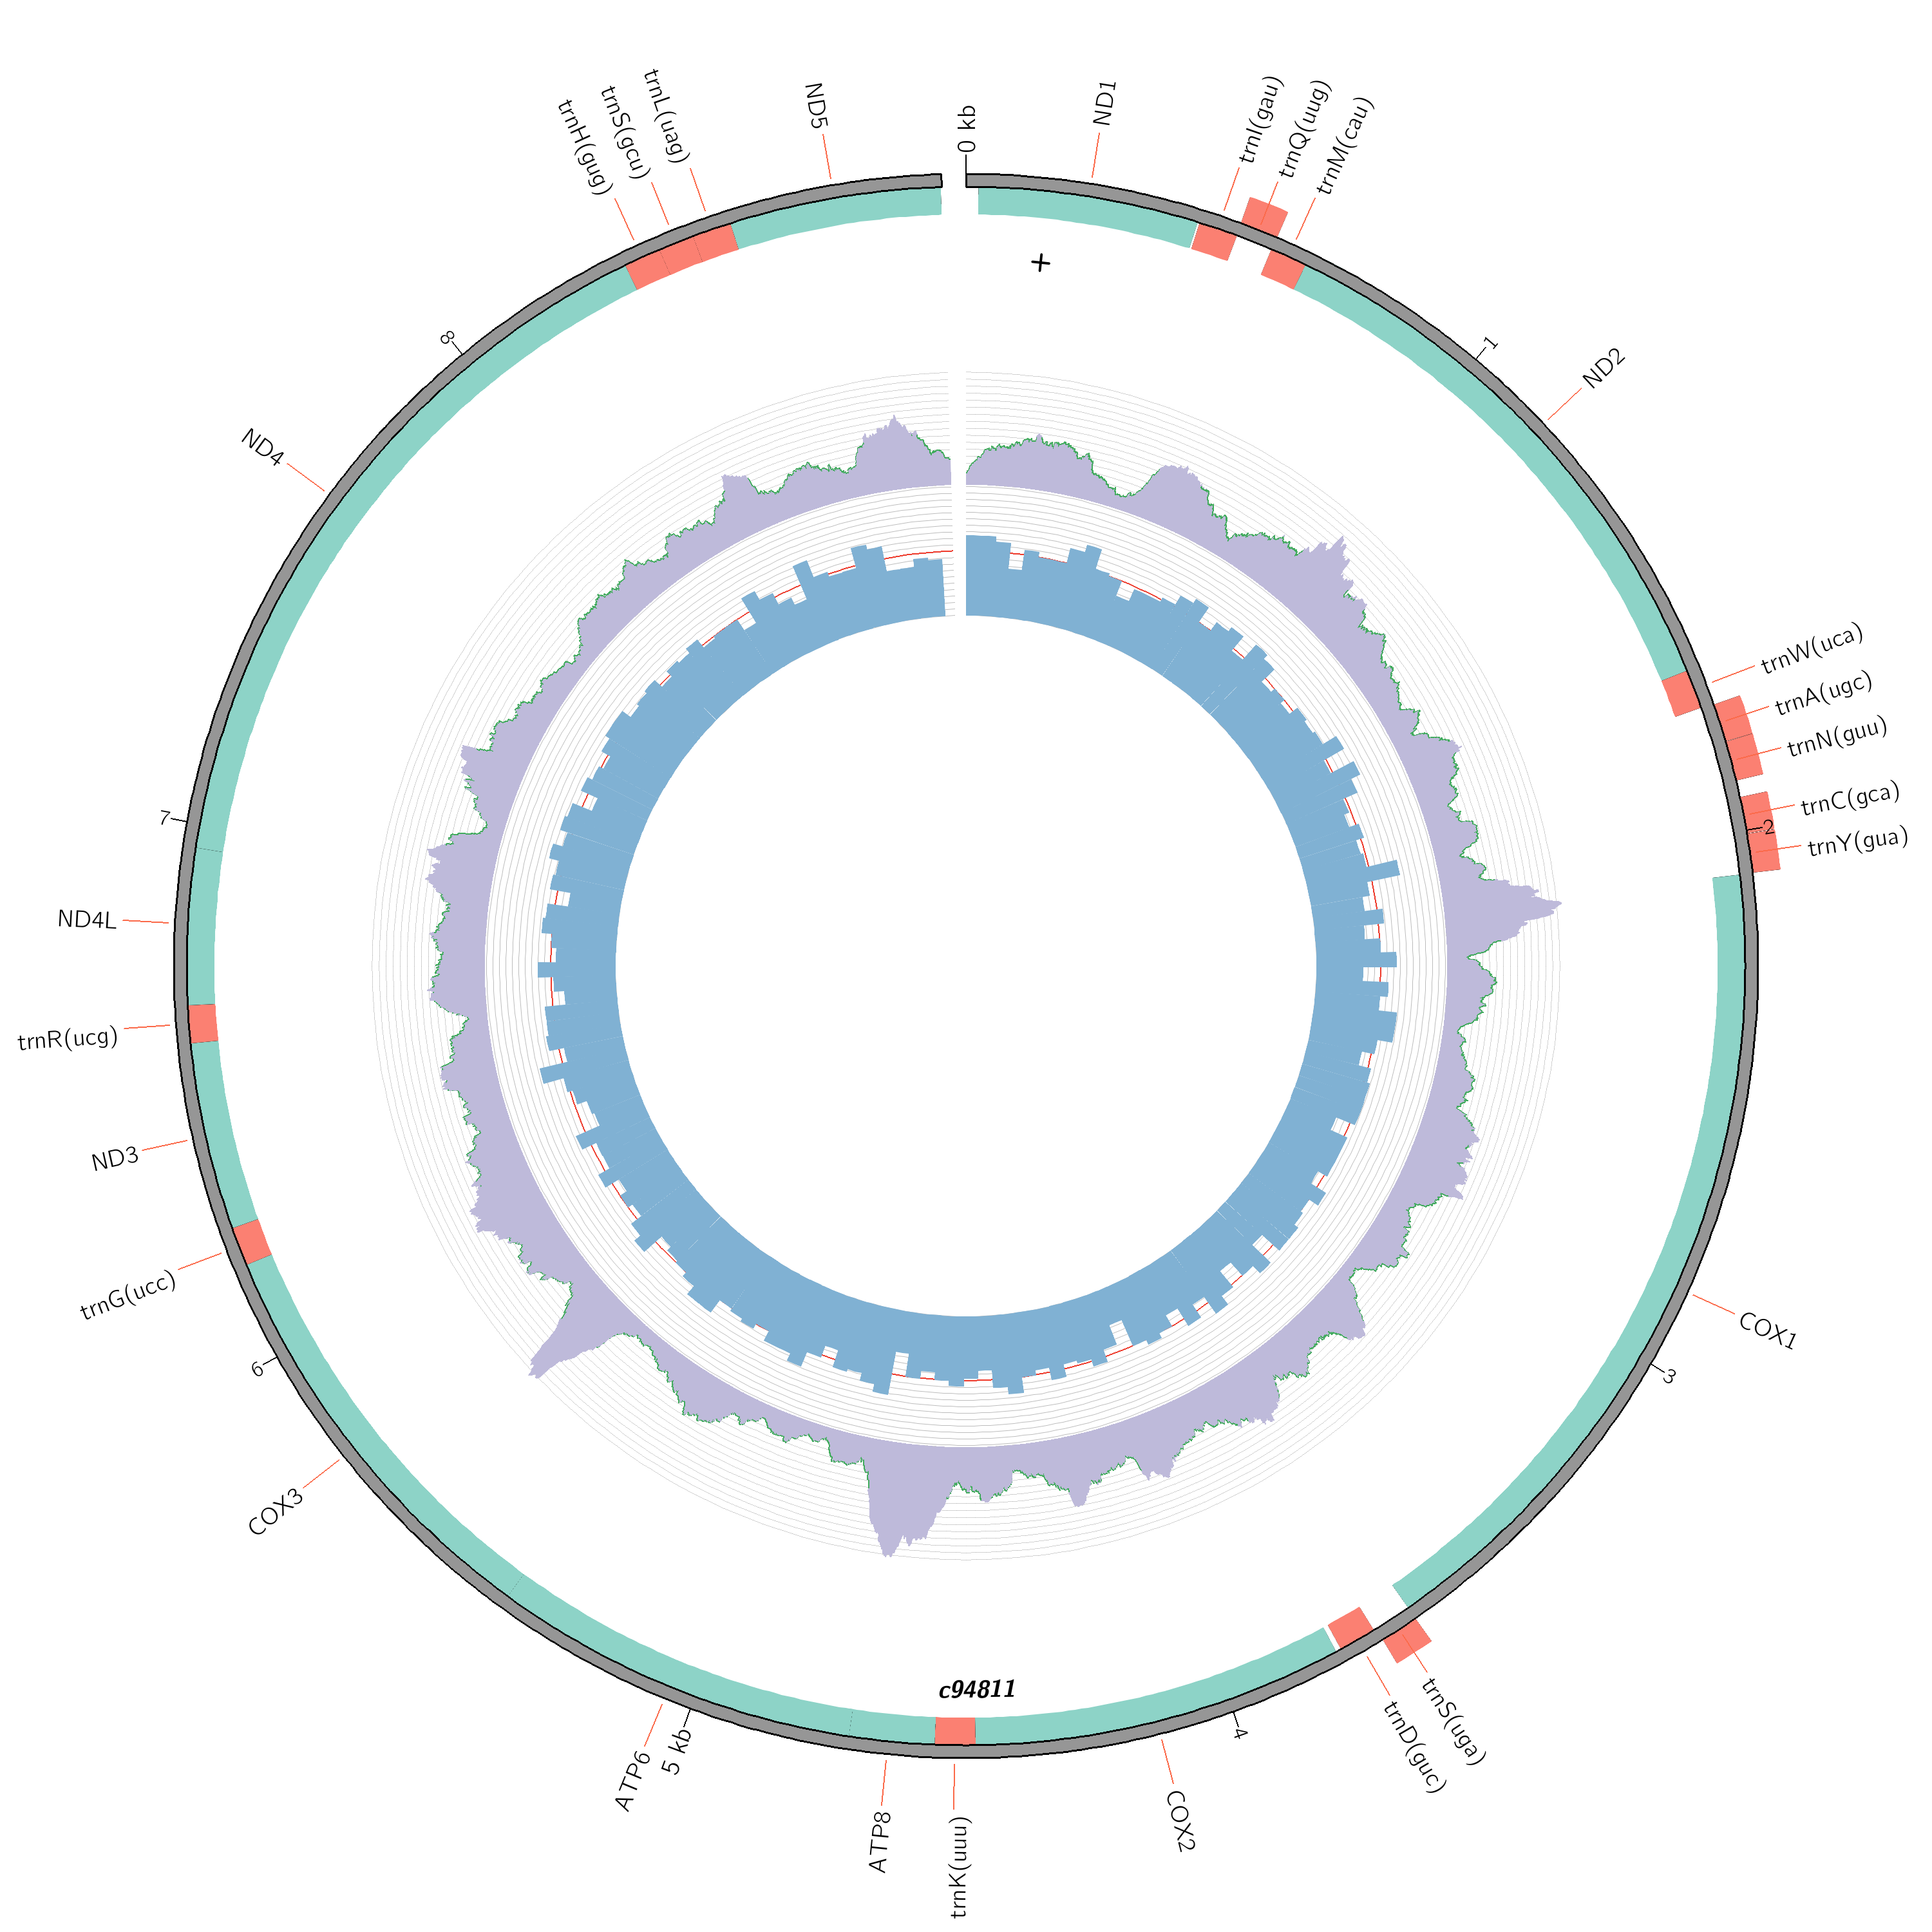 0 kb
ND1
trnI(gau)
trnQ(uug)
trnM(cau)
1
ND2
trnW(uca)
trnA(ugc)
trnN(guu)
trnC(gca)
2
trnY(gua)
COX1
3
trnS(uga)
trnD(guc)
4
COX2
trnK(uuu)
ATP8
5 kb
ATP6
COX3
6
trnG(ucc)
ND3
trnR(ucg)
ND4L
7
ND4
8
trnH(gug)
trnS(gcu)
trnL(uag)
ND5
+
c94811